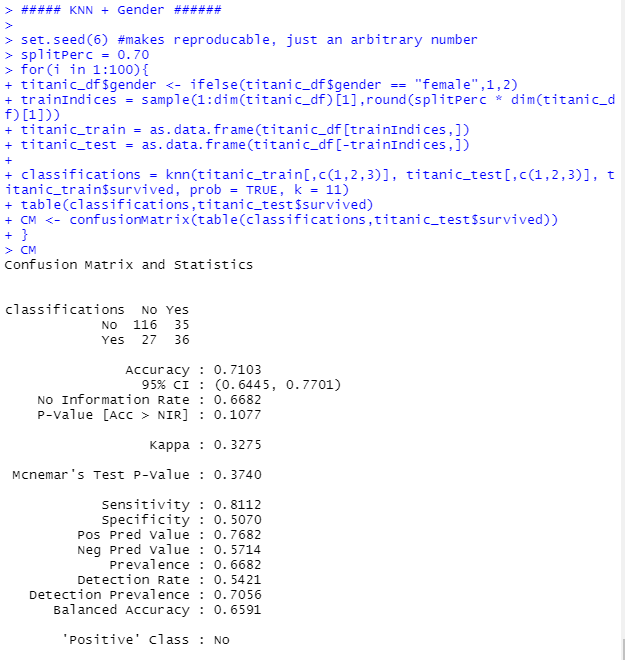 > ##### KNN + Gender ######
>
> set.seed(6) #makes reproducable, just an arbitrary number
> splitPerc = 0.70
> for(i in 1:100){
+ titanic_df$gender <- ifelse(titanic_df$gender == "female",1,2)
+ trainIndices = sample(1:dim(titanic_df)[1],round(splitPerc * dim(titanic_d
f)[1]))
+ titanic_train = as.data.frame(titanic_df[trainIndices,])
+ titanic_test = as.data.frame(titanic_df[-trainIndices,])
+
+ classifications = knn(titanic_train[,c(1,2,3)], titanic_test[,c(1,2,3)], t
itanic_train$survived, prob = TRUE, k = 11)
+ table(classifications,titanic_test$survived)
+ CM <- confusionMatrix(table(classifications,titanic_test$survived))
+ }
> CM
Confusion Matrix and Statistics
classifications  No Yes
            No  116  35
            Yes  27  36
               Accuracy : 0.7103
                 95% CI : (0.6445, 0.7701)
    No Information Rate : 0.6682
    P-Value [Acc > NIR] : 0.1077
                  Kappa : 0.3275
 Mcnemar's Test P-Value : 0.3740
            Sensitivity : 0.8112
            Specificity : 0.5070
         Pos Pred Value : 0.7682
         Neg Pred Value : 0.5714
             Prevalence : 0.6682
         Detection Rate : 0.5421
   Detection Prevalence : 0.7056
      Balanced Accuracy : 0.6591
       'Positive' Class : No